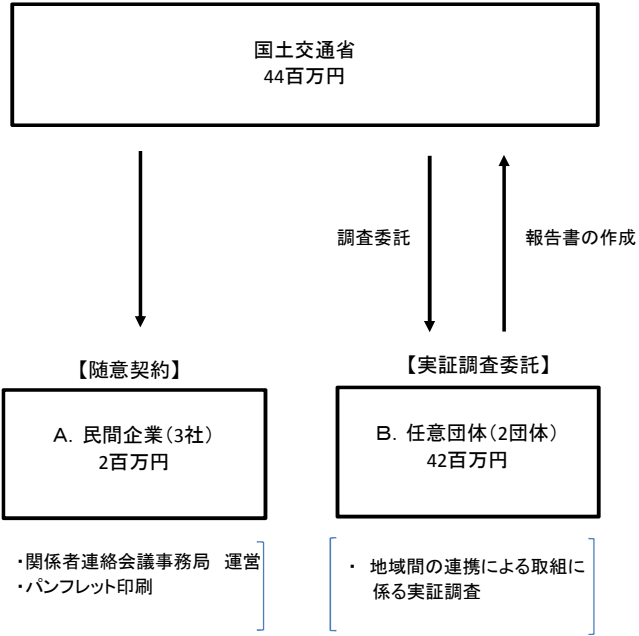 国土交通省
44百万円
調査委託
報告書の作成
【随意契約】
【実証調査委託】
A．民間企業（3社）
2百万円
B．任意団体（2団体）
42百万円
・関係者連絡会議事務局　運営
・パンフレット印刷
・ 地域間の連携による取組に
係る実証調査